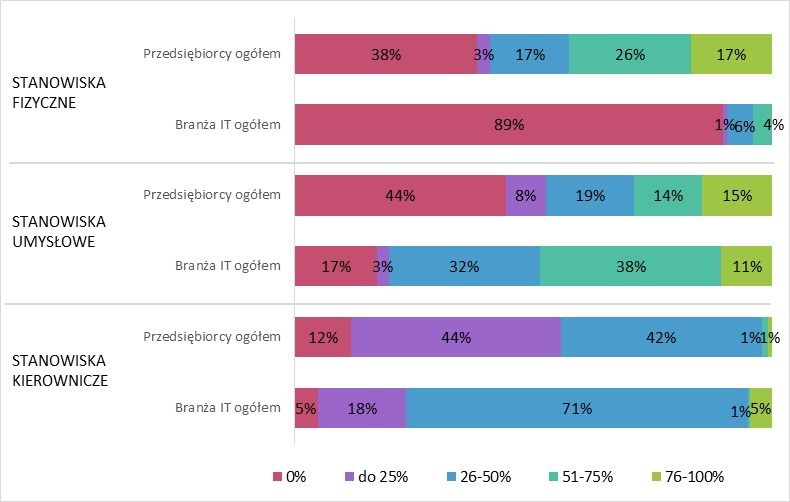 Przedsiębiorcy ogółem
38% 3% 17% 26% 17%
STANOWISKA
FIZYCZNE
Branża IT ogółem
89% 1% 6% 4%
Przedsiębiorcy ogółem
44% 8% 19% 14% 15%
STANOWISKA
UMYSŁOWE
Branża IT ogółem
17% 3% 32% 38% 11%
Przedsiębiorcy ogółem
12% 44% 42% 1% 1%
STANOWISKA
KIEROWNICZE
Branża IT ogółem
5% 18% 71% 1% 5%
0% do 25% 26-50% 51-75% 76-100%